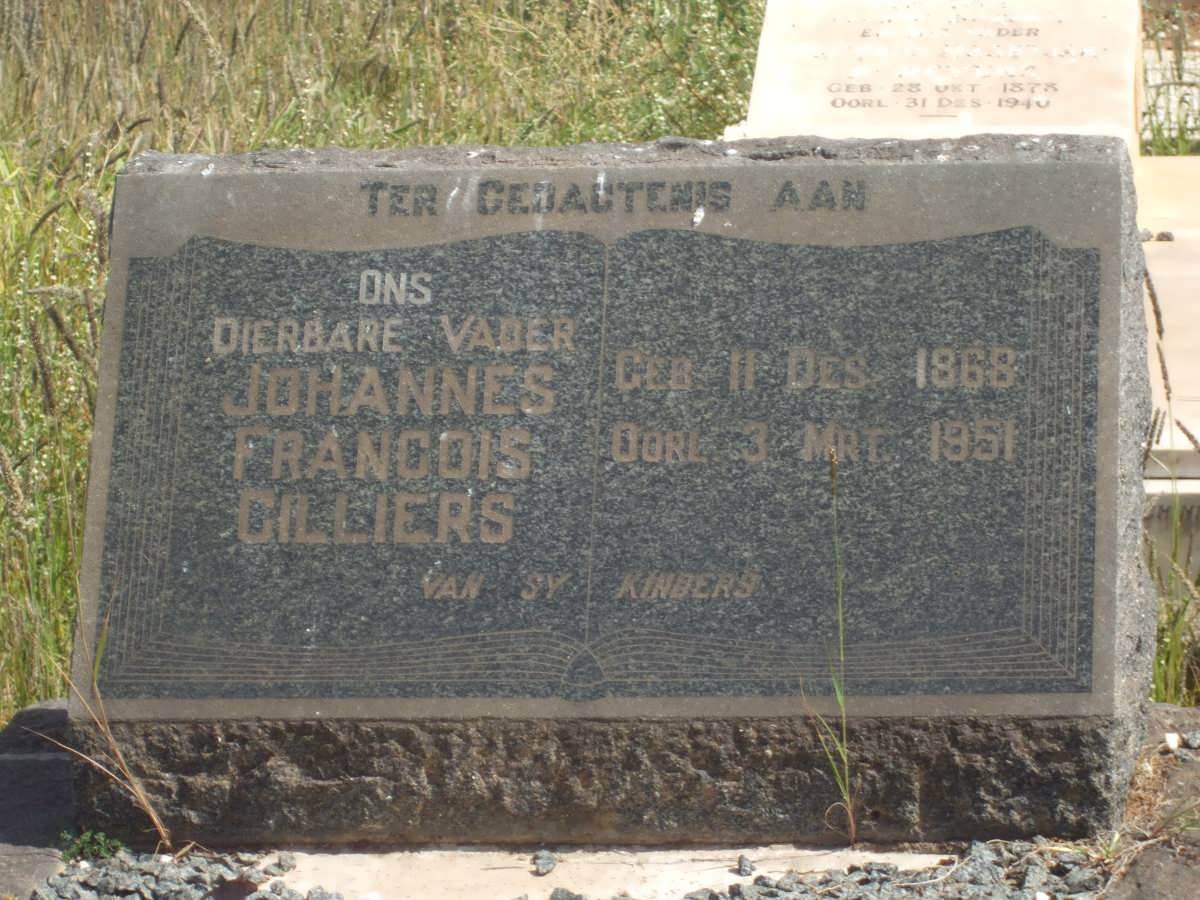 TER GEDAGTENIS AAN
ONS
DIERBARE VADER
JOHANNES
FRANCOIS
CILLIERS
GEB 11 DES. 1868
OORL. 3 MRT. 1951
VAN SY KINDERS
GEB · 28 OKT · 1878
OORL · 31 DES · 1940